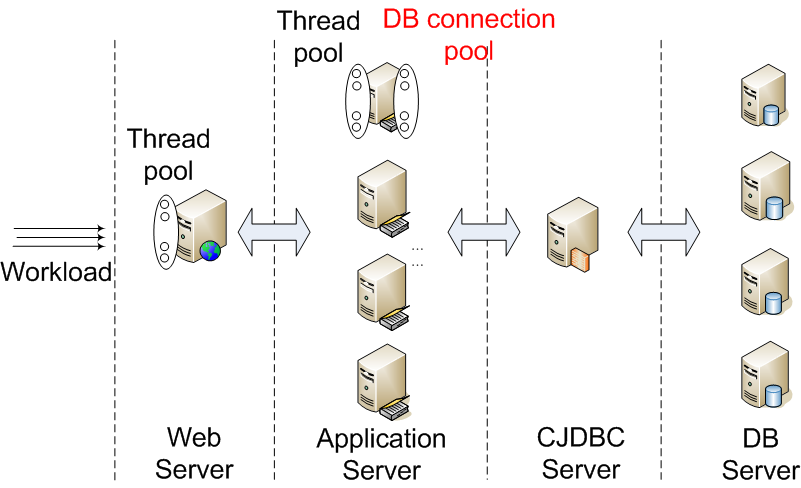 Thread
pool
DB connection
pool
Thread
pool
Workload
...
...
Web
Server
Application
Server
CJDBC
Server
DB
Server